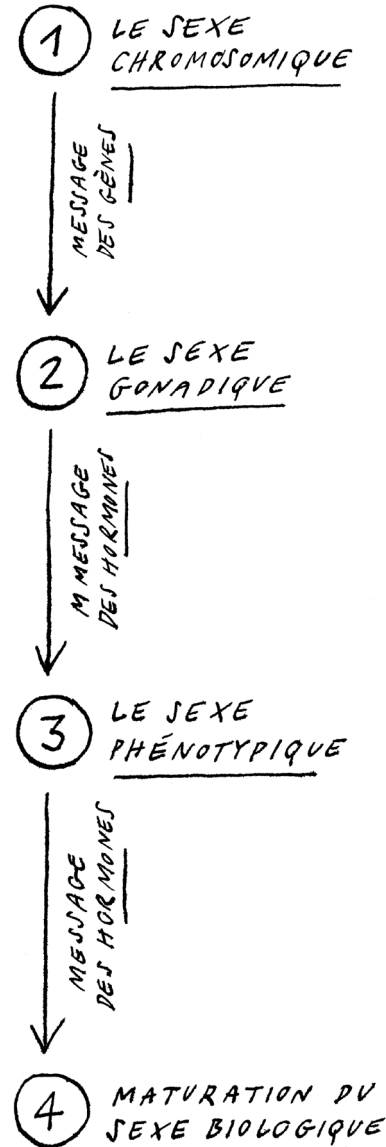 1
LE SEXE
CHROMOSOMIQUE
MESSAGE
DES GÈNES
2
LE SEXE
GONADIQUE
M MESSAGE
DES HORMONES
3
LE SEXE
PHÉNOTYPIQUE
MESSAGE
DES HORMONES
4
MATURATION DU
SEXE BIOLOGIQUE